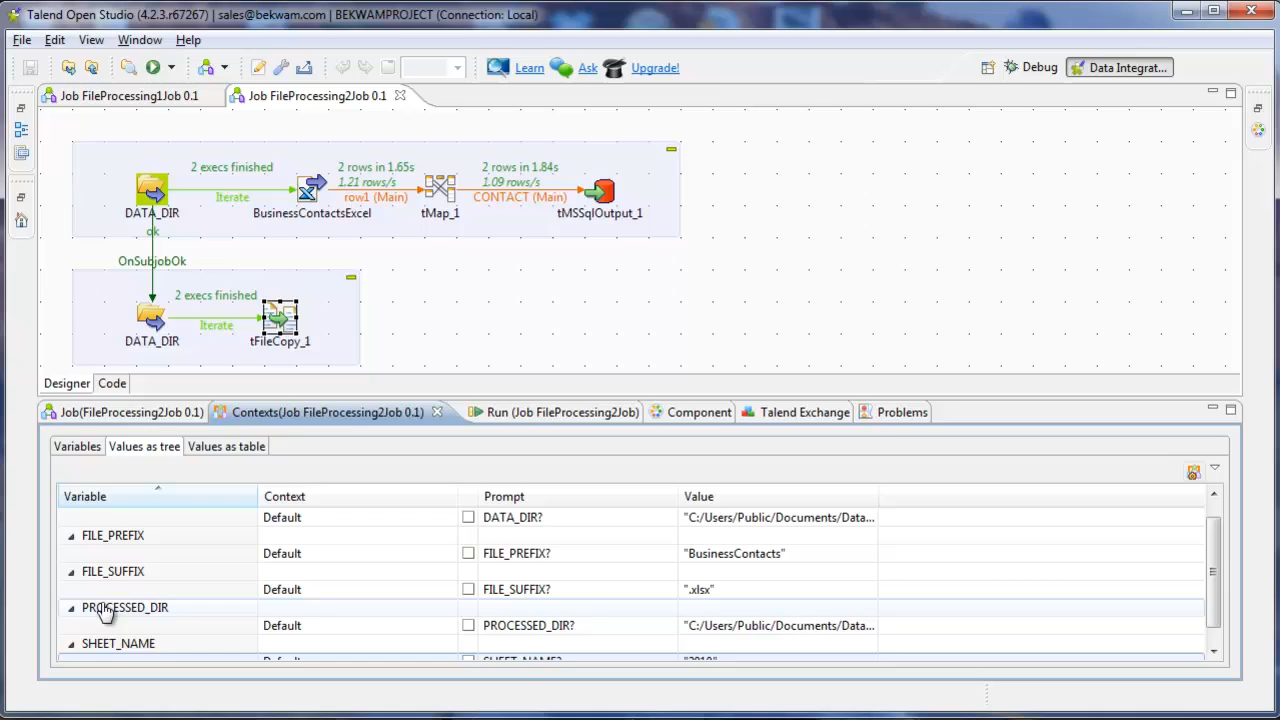 Talend Open Studio (4.2.3.r67267) | sales@bekwam.com | BEKWAMPROJECT (Connection: Local)
File Edit View Window Help
Learn Ask Upgrade! Debug Data Integrat...
Job FileProcessing1Job 0.1 Job FileProcessing2Job 0.1
2 execs finished 2 rows in 1.65s 2 rows in 1.84s
1.21 rows/s 1.09 rows/s
Iterate row1 (Main) CONTACT (Main)
DATA_DIR BusinessContactsExcel tMap_1 tMSSqlOutput_1
ok
OnSubjobOk
2 execs finished
Iterate
DATA_DIR tFileCopy_1
Designer Code
Job(FileProcessing2Job 0.1) Contexts(Job FileProcessing2Job 0.1) Run (Job FileProcessing2Job) Component Talend Exchange Problems
Variables Values as tree Values as table
Variable Context Prompt Value
Default DATA_DIR? "C:/Users/Public/Documents/Data...
FILE_PREFIX
Default FILE_PREFIX? "BusinessContacts"
FILE_SUFFIX
Default FILE_SUFFIX? ".xlsx"
PROCESSED_DIR
Default PROCESSED_DIR? "C:/Users/Public/Documents/Data...
SHEET_NAME
Default SHEET_NAME?